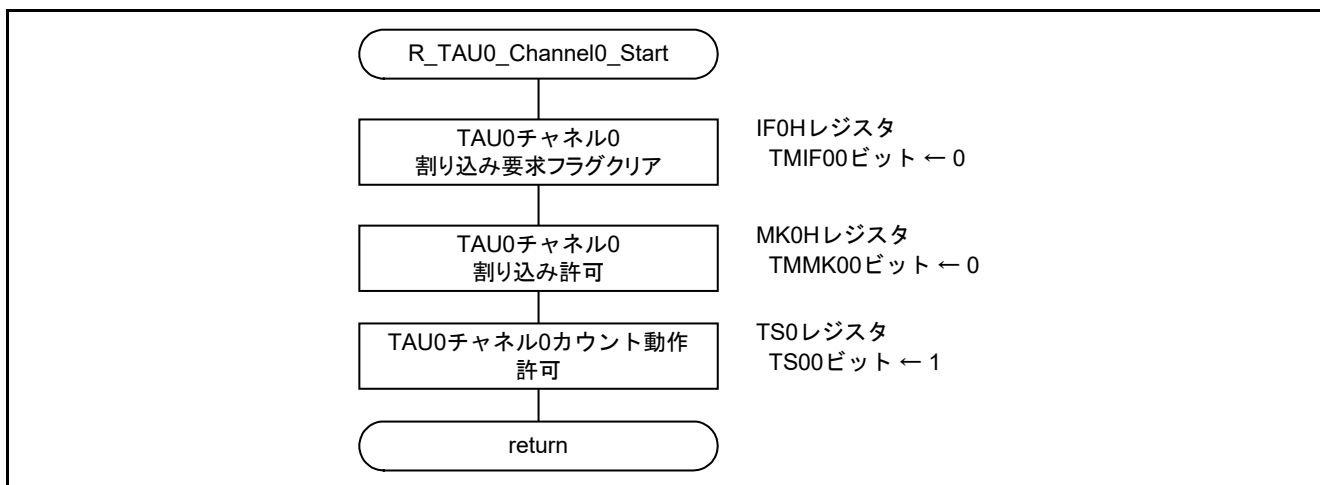 R_TAU0_Channel0_Start
TAU0チャネル0
割り込み要求フラグクリア
IF0Hレジスタ
TMIF00ビット ← 0
TAU0チャネル0
割り込み許可
MK0Hレジスタ
TMMK00ビット ← 0
TAU0チャネル0カウント動作
許可
TS0レジスタ
TS00ビット ← 1
return